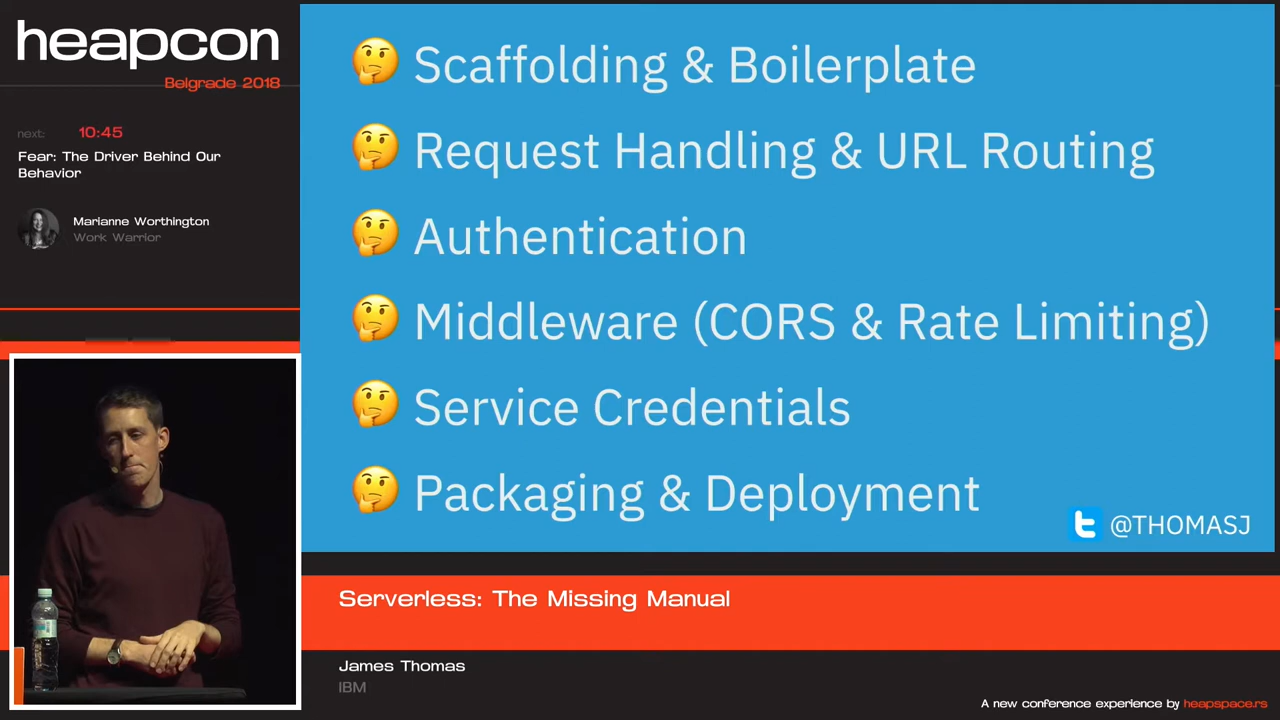 heapcon
Belgrade 2018
next: 10:45
Fear: The Driver Behind Our
Behavior
Marianne Worthington
Work Warrior
Scaffolding & Boilerplate
Request Handling & URL Routing
Authentication
Middleware (CORS & Rate Limiting)
Service Credentials
Packaging & Deployment
@THOMASJ
Serverless: The Missing Manual
James Thomas
IBM
A new conference experience by heapspace.rs